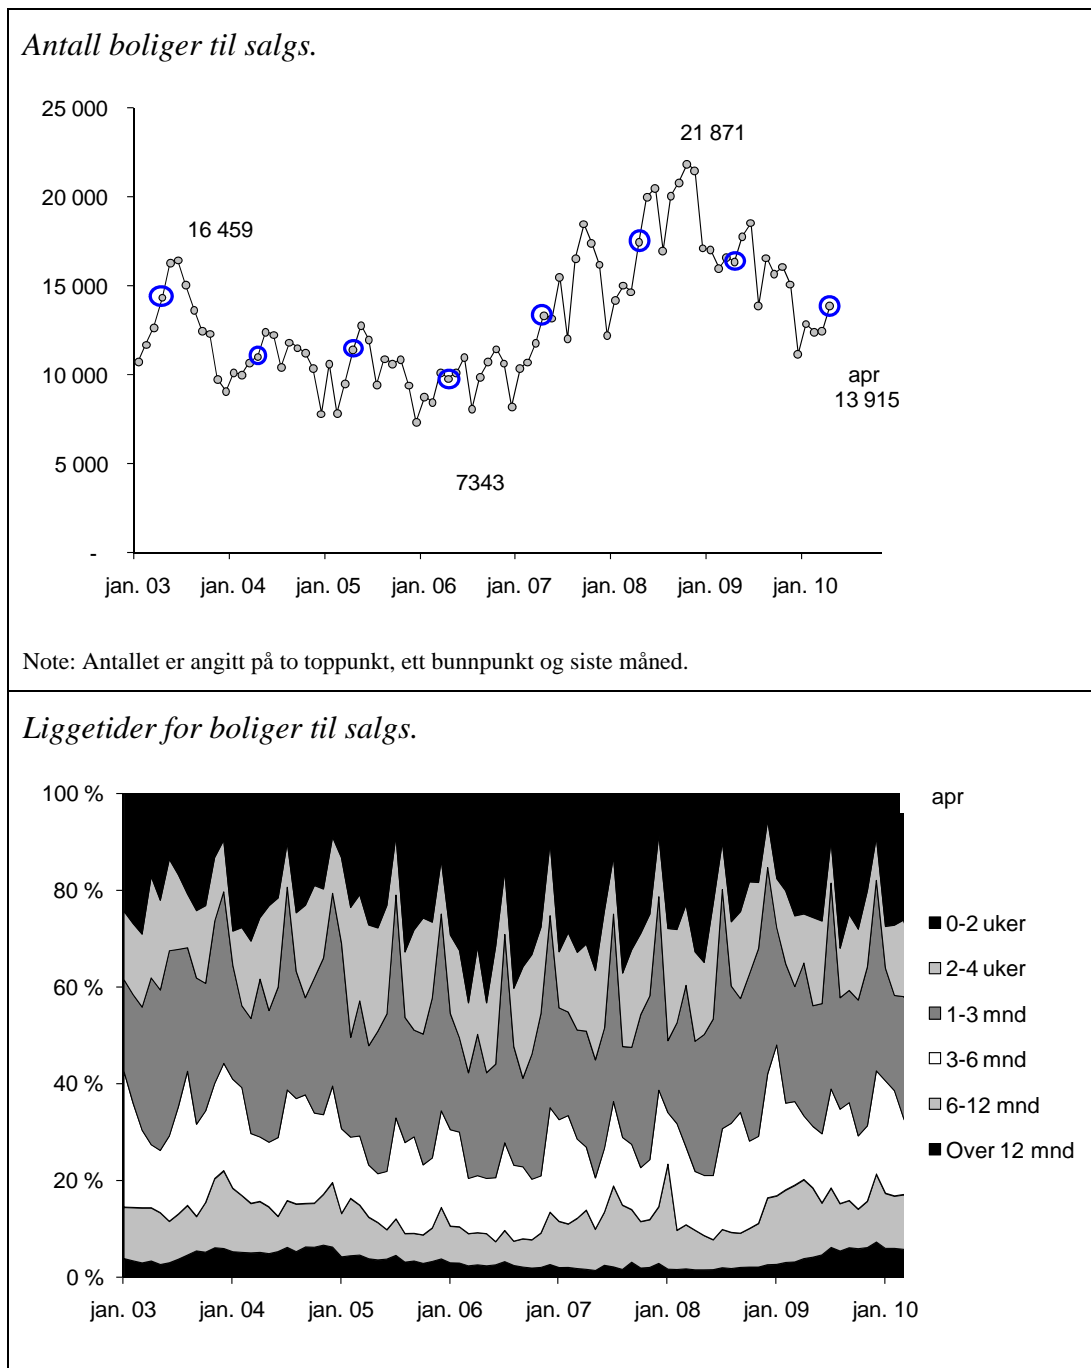 Antall boliger til salgs.
25 000
21 871
20 000
16 459
15 000
10 000
apr
13 915
5 000
7343
-
jan. 03 jan. 04 jan. 05 jan. 06 jan. 07 jan. 08 jan. 09 jan. 10
Note: Antallet er angitt på to toppunkt, ett bunnpunkt og siste måned.
Liggetider for boliger til salgs.
100 %
apr
80 %
0-2 uker
2-4 uker
60 %
1-3 mnd
3-6 mnd
40 %
6-12 mnd
Over 12 mnd
20 %
0 %
jan. 03 jan. 04 jan. 05 jan. 06 jan. 07 jan. 08 jan. 09 jan. 10